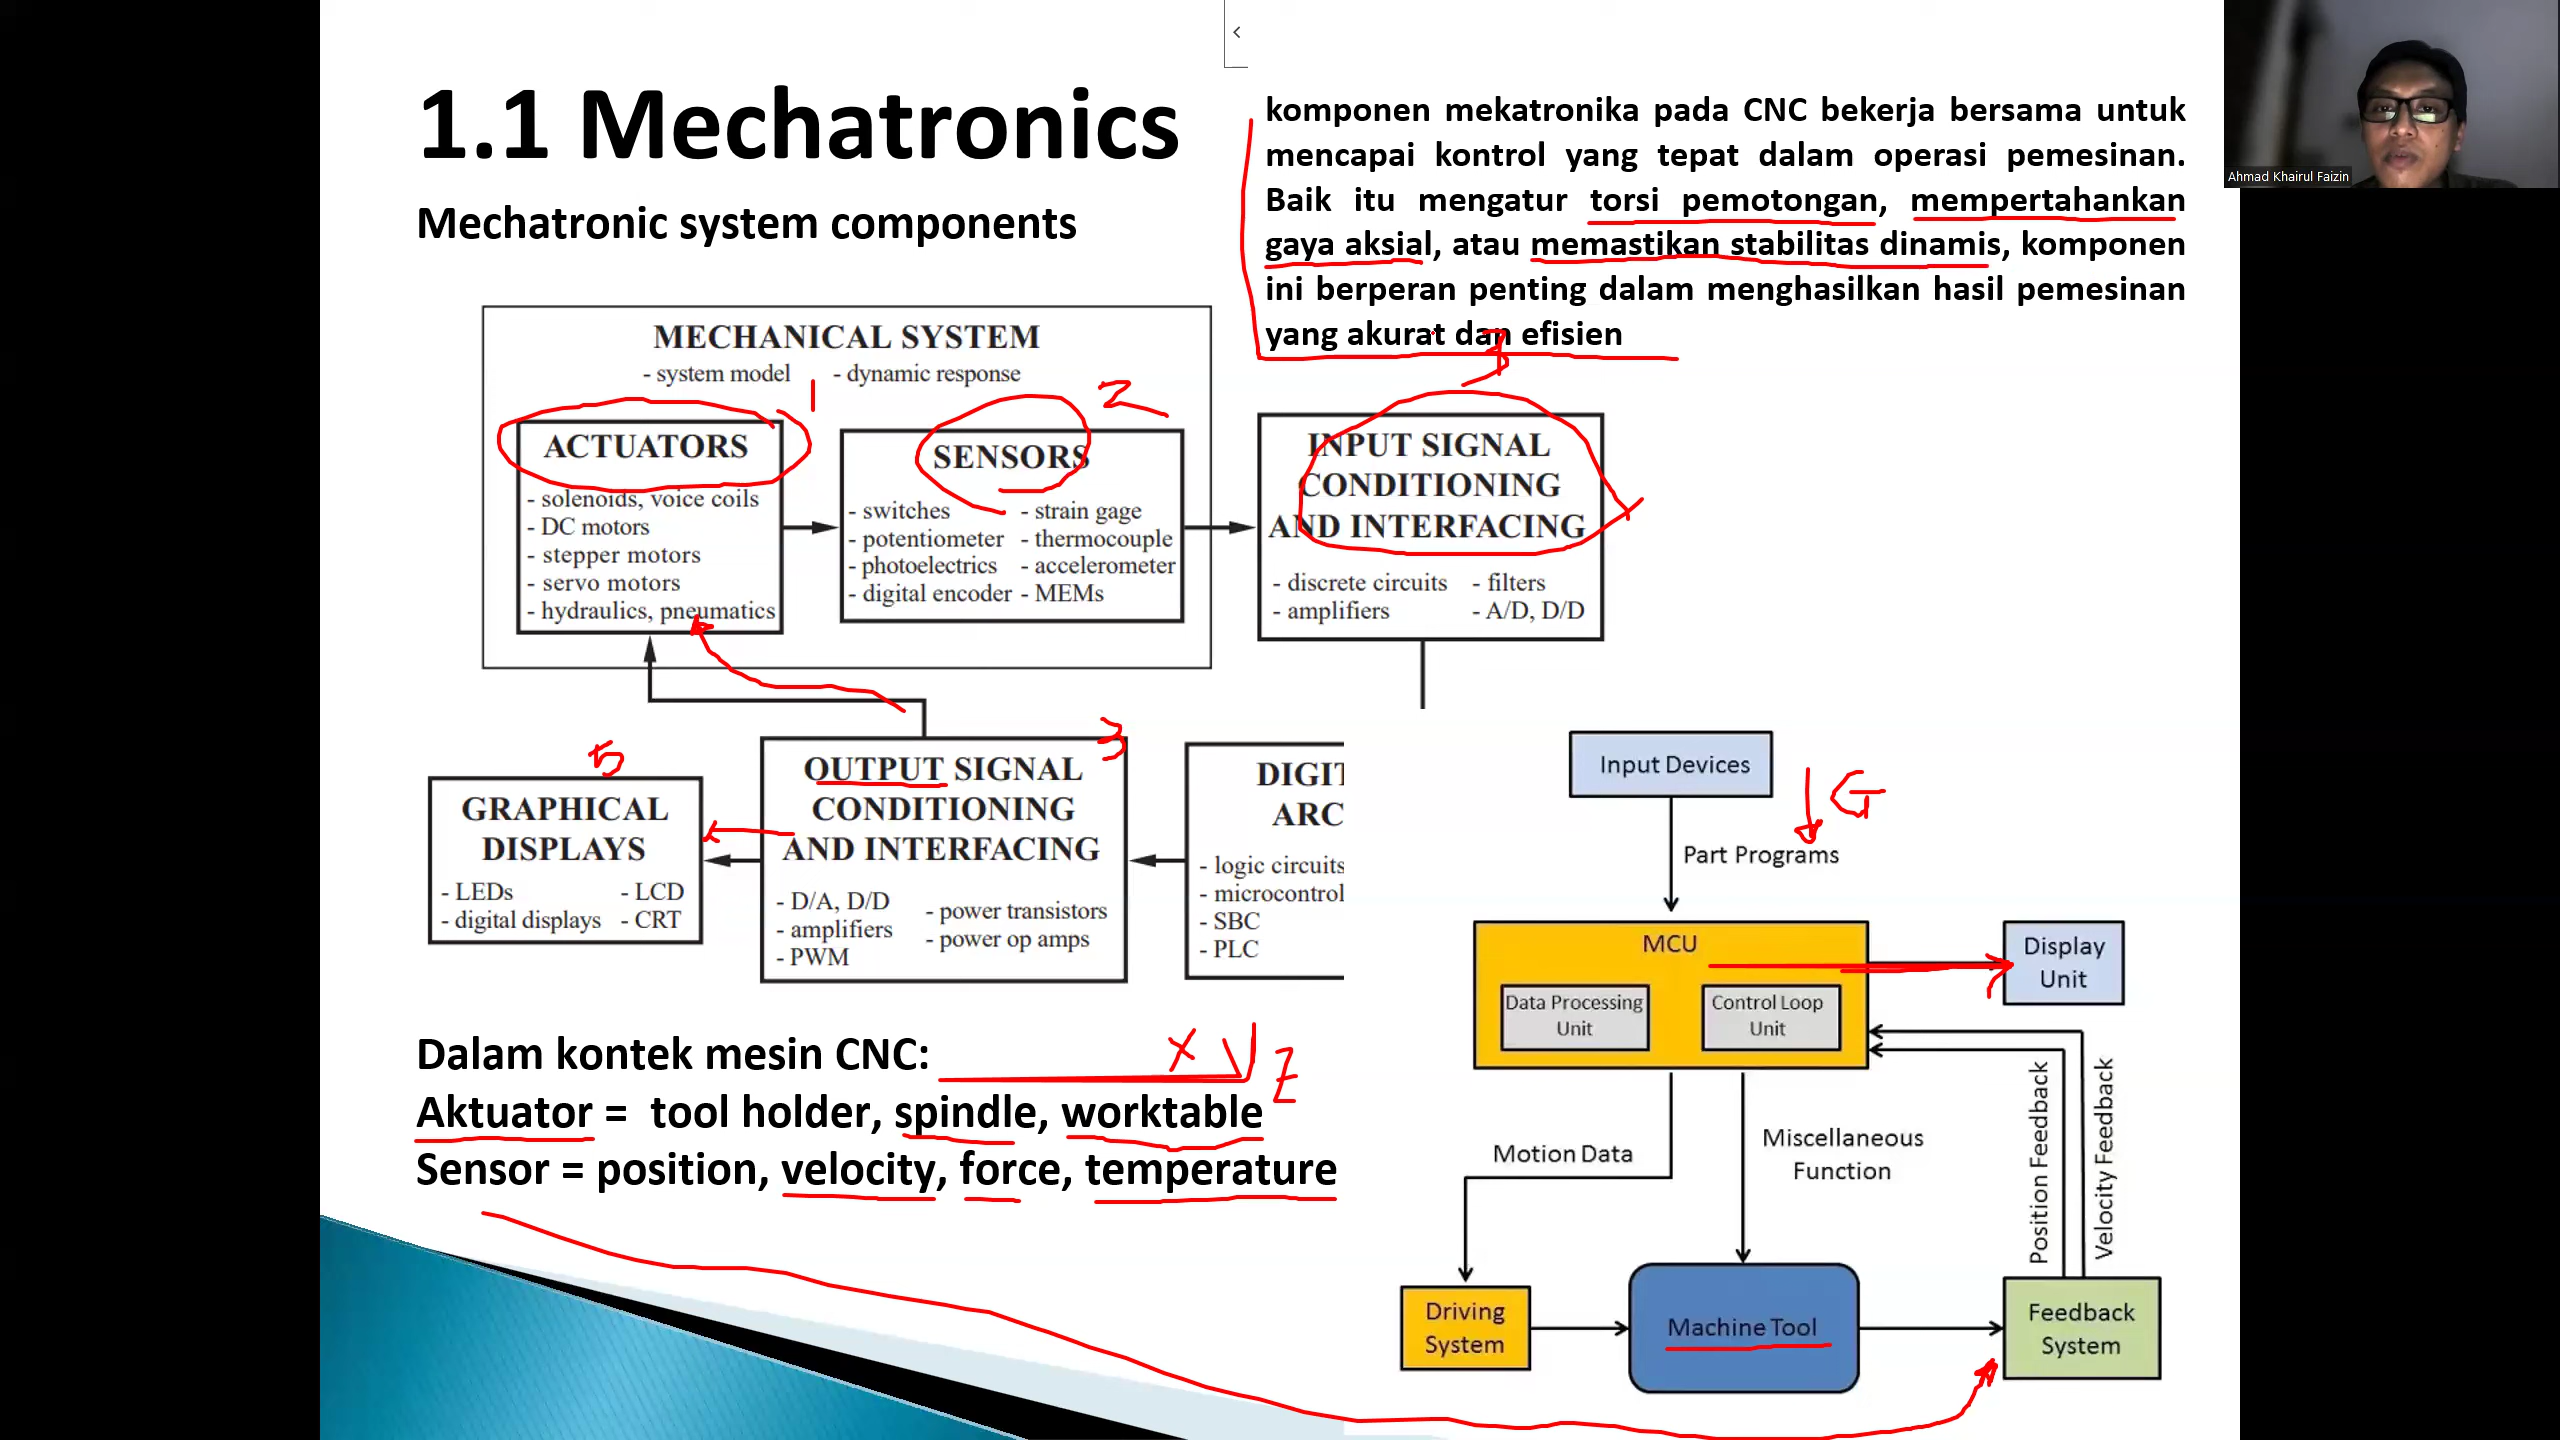 1.1 Mechatronics
Mechatronic system components
komponen mekatronika pada CNC bekerja bersama untuk
mencapai kontrol yang tepat dalam operasi pemesinan.
Baik itu mengatur torsi pemotongan, mempertahankan
gaya aksial, atau memastikan stabilitas dinamis, komponen
ini berperan penting dalam menghasilkan hasil pemesinan
yang akurat dan efisien
Ahmad Khairul Faizin
MECHANICAL SYSTEM
- system model - dynamic response
1
ACTUATORS
- solenoids, voice coils
- DC motors
- stepper motors
- servo motors
- hydraulics, pneumatics
2
SENSORS
- switches - strain gage
- potentiometer - thermocouple
- photoelectrics - accelerometer
- digital encoder - MEMs
INPUT SIGNAL
CONDITIONING
AND INTERFACING
- discrete circuits - filters
- amplifiers - A/D, D/D
5
GRAPHICAL
DISPLAYS
- LEDs - LCD
- digital displays - CRT
3
OUTPUT SIGNAL
CONDITIONING
AND INTERFACING
- D/A, D/D
- amplifiers
- PWM
- power transistors
- power op amps
DIGIT
ARC
- logic circuits
- microcontrol
- SBC
- PLC
Input Devices
G
Part Programs
MCU
Data Processing
Unit
Control Loop
Unit
Display
Unit
Position Feedback
Velocity Feedback
Motion Data
Miscellaneous
Function
Driving
System
Machine Tool
Feedback
System
Dalam kontek mesin CNC:
X Y Z
Aktuator = tool holder, spindle, worktable
Sensor = position, velocity, force, temperature